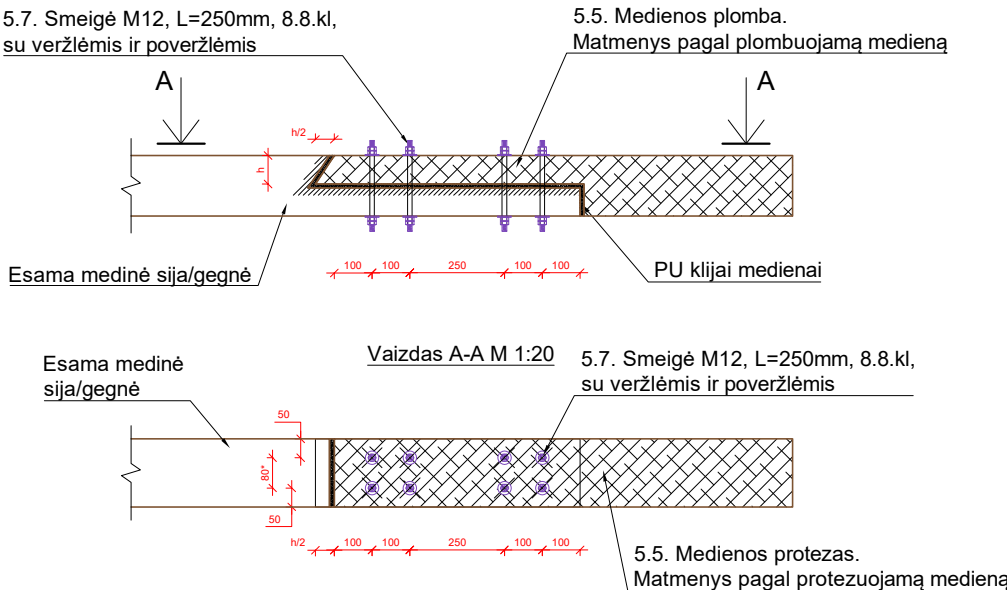 5.7. Smeigė M12, L=250mm, 8.8.kl,
su veržlėmis ir poveržlėmis
5.5. Medienos plomba.
Matmenys pagal plombuojamą medieną
A
A
h/2
h
Esama medinė sija/gegnė
100 100 250 100 100
PU klijai medienai
Vaizdas A-A M 1:20
Esama medinė
sija/gegnė
5.7. Smeigė M12, L=250mm, 8.8.kl,
su veržlėmis ir poveržlėmis
50
80*
50
h/2 100 100 250 100 100
5.5. Medienos protezas.
Matmenys pagal protezuojamą medieną